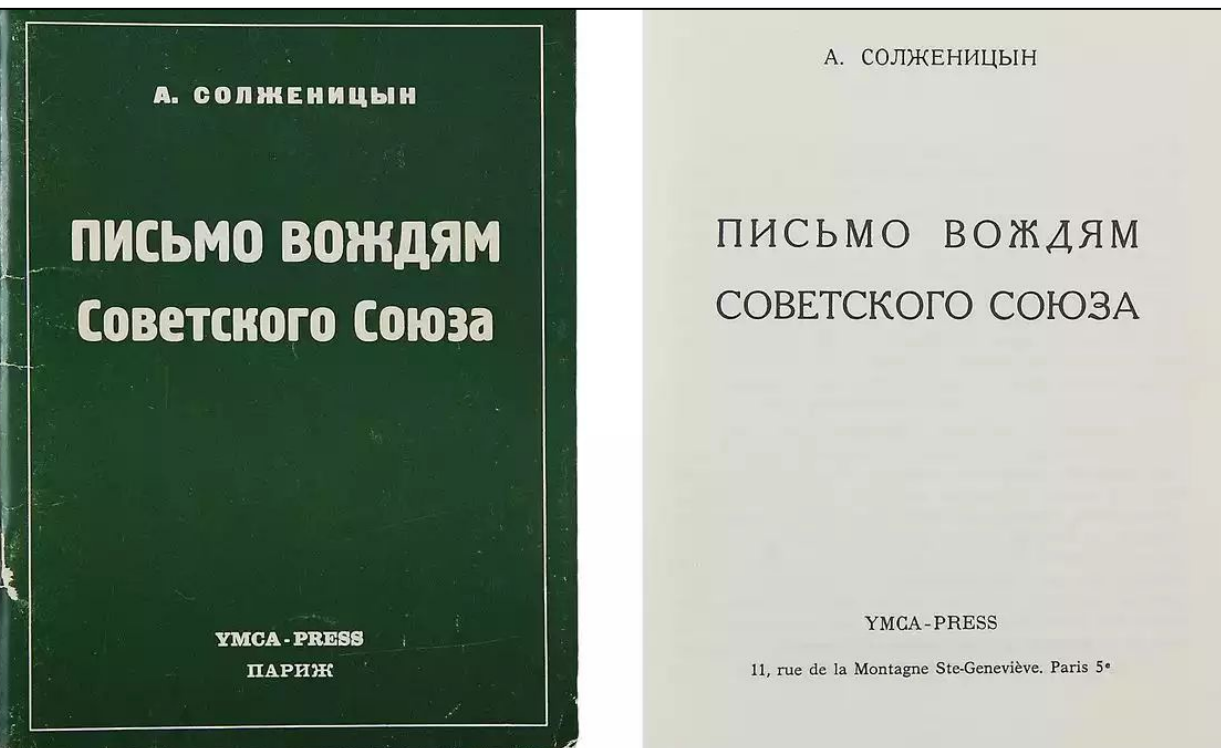 А. СОЛЖЕНИЦЫН
ПИСЬМО ВОЖДЯМ
Советского Союза
YMCA-PRESS
ПАРИЖ
А. СОЛЖЕНИЦЫН
ПИСЬМО ВОЖДЯМ
СОВЕТСКОГО СОЮЗА
YMCA-PRESS
11, rue de la Montagne Ste-Geneviève. Paris 5ᵉ